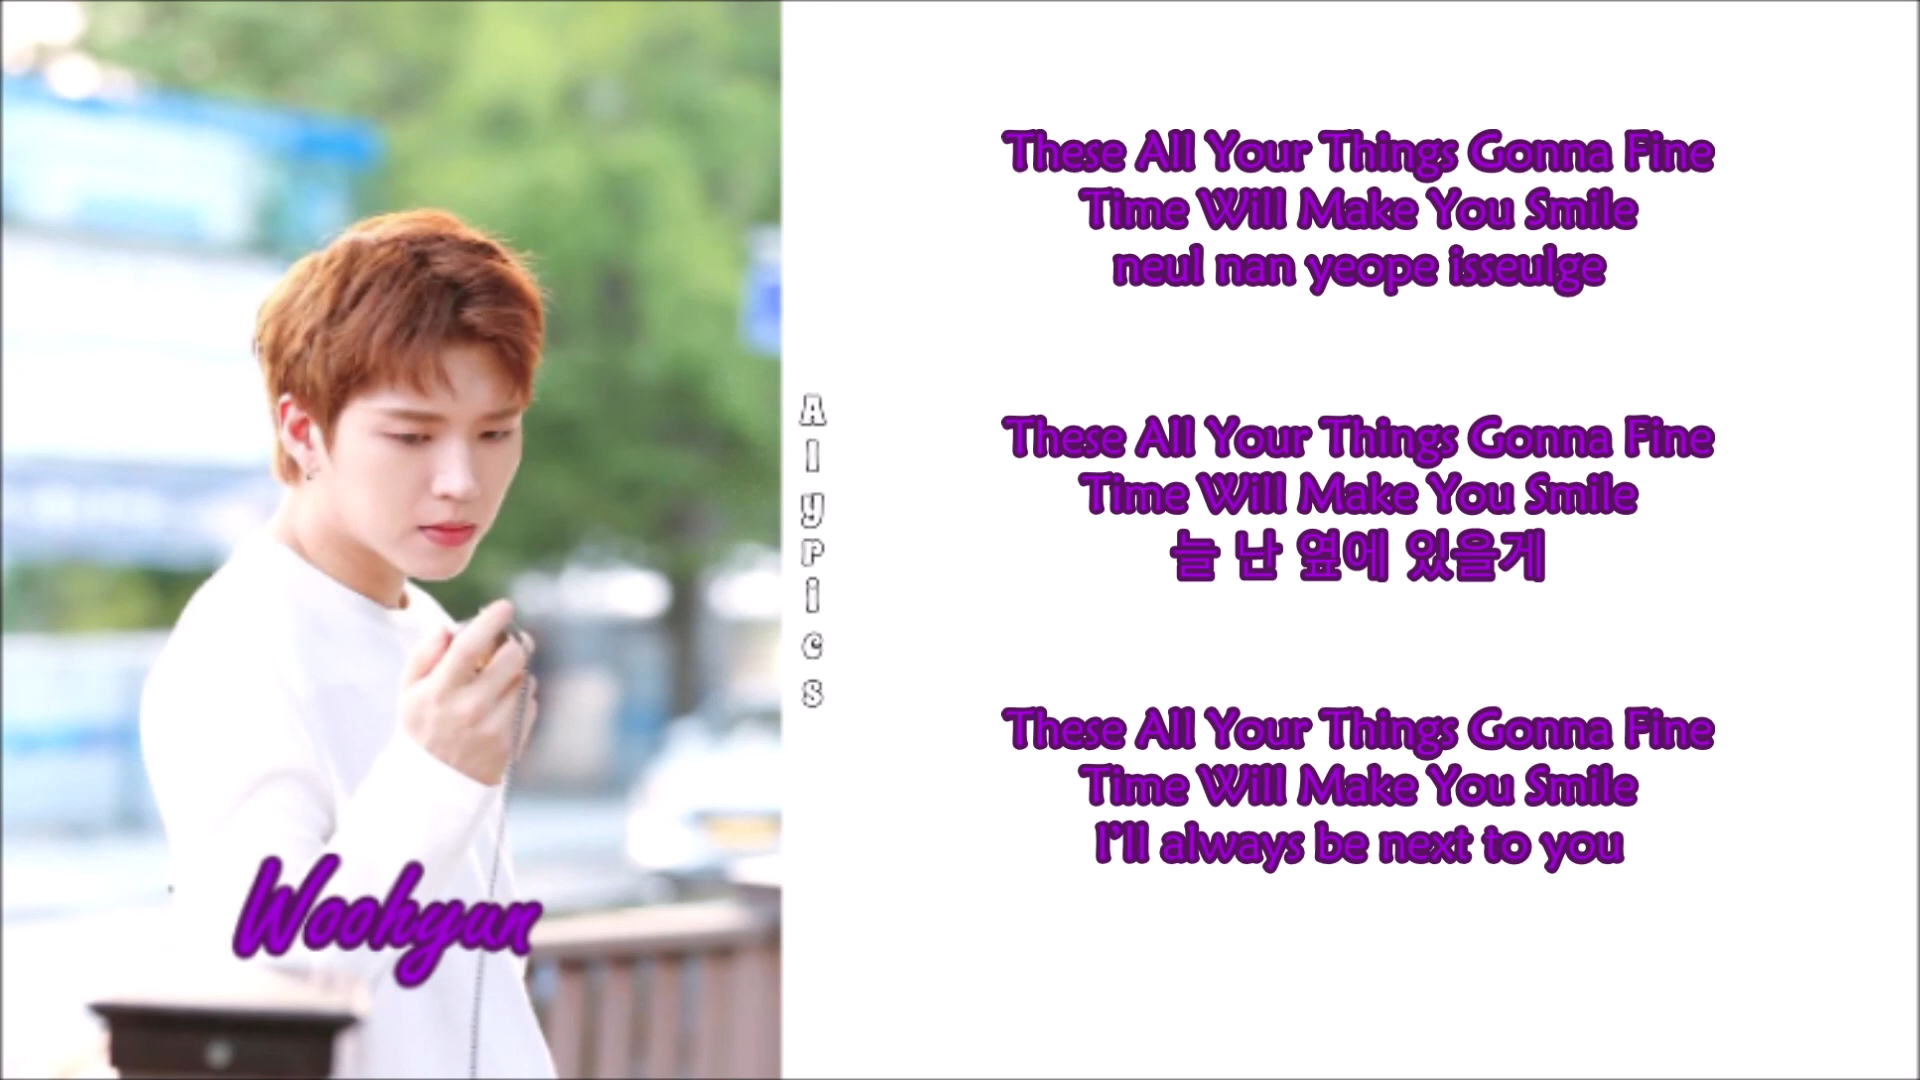 Woohyun
AlyPics
These All Your Things Gonna Fine
Time Will Make You Smile
neul nan yeope isseulge
These All Your Things Gonna Fine
Time Will Make You Smile
늘 난 옆에 있을게
These All Your Things Gonna Fine
Time Will Make You Smile
I'll always be next to you